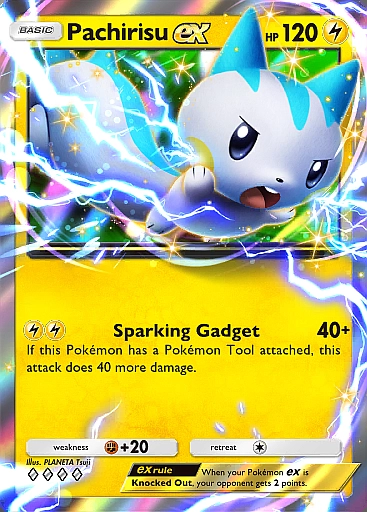 BASIC Pachirisu ex HP 120
Sparking Gadget 40+
If this Pokémon has a Pokémon Tool attached, this
attack does 40 more damage.
weakness +20 retreat
Illus. PLANETA Tsuji
ex rule When your Pokémon ex is
Knocked Out, your opponent gets 2 points.